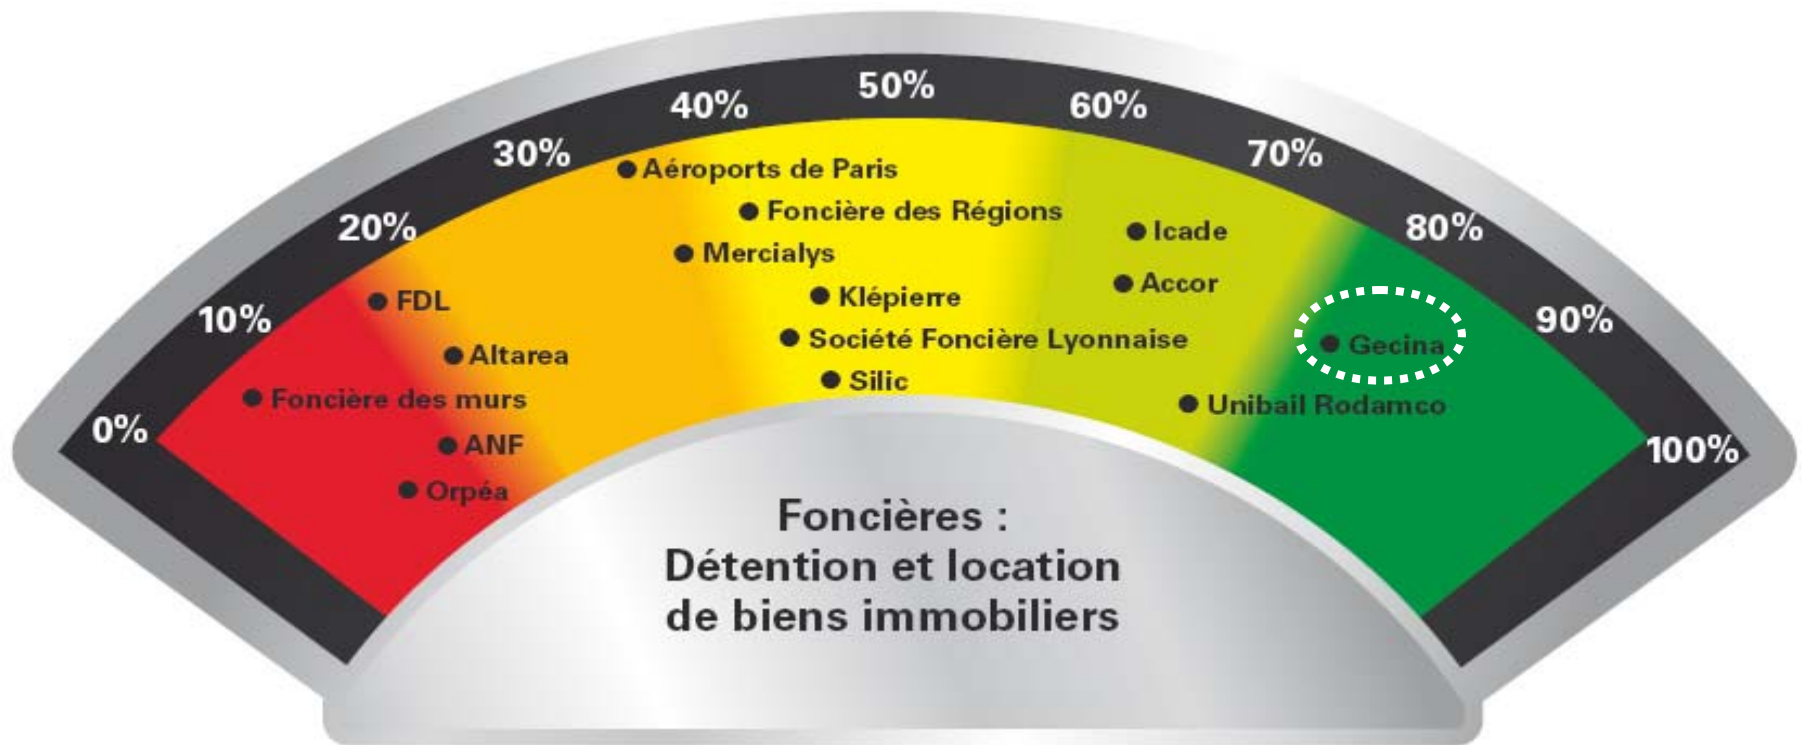 0%
10%
20%
30%
40%
50%
60%
70%
80%
90%
100%
Aéroports de Paris
Foncière des Régions
Icade
Mercialys
Accor
Klépierre
FDL
Société Foncière Lyonnaise
Gecina
Altarea
Silic
Foncière des murs
Unibail Rodamco
ANF
Orpéa
Foncières :
Détention et location
de biens immobiliers